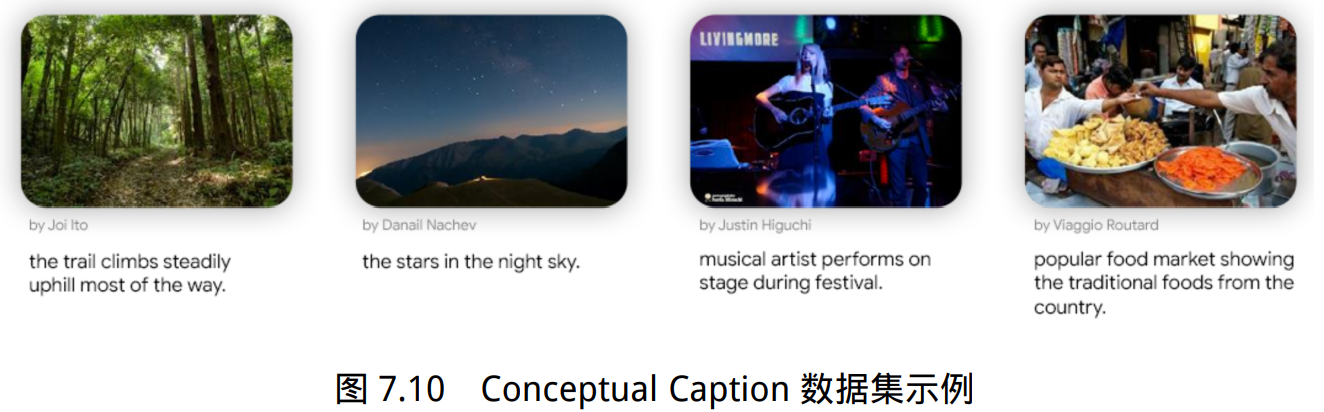 LIVING&MORE
by Joi Ito
the trail climbs steadily
uphill most of the way.
by Danail Nachev
the stars in the night sky.
by Justin Higuchi
musical artist performs on
stage during festival.
by Viaggio Routard
popular food market showing
the traditional foods from the
country.
图 7.10 Conceptual Caption 数据集示例